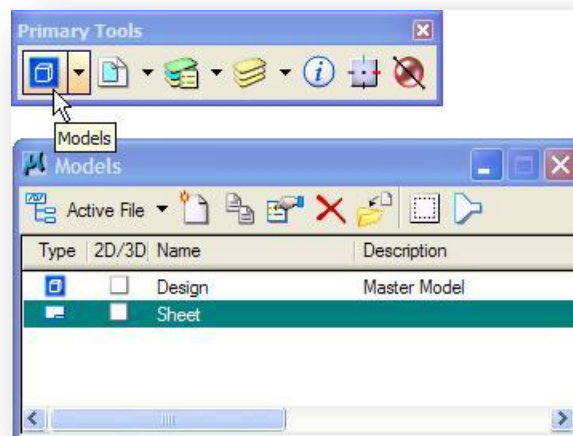 Primary Tools
Models
Models
Active File
Type 2D/3D Name Description
Design Master Model
Sheet